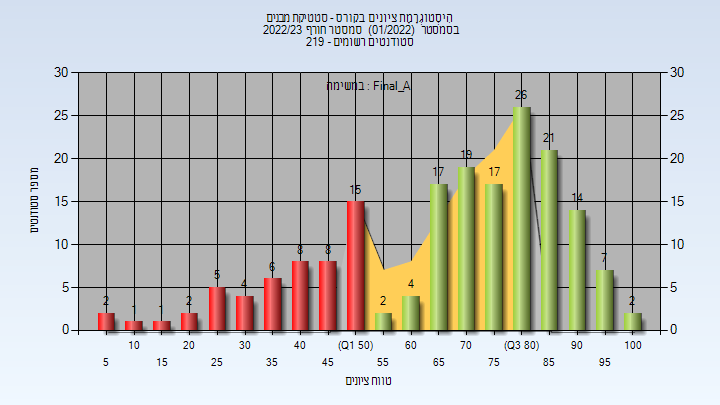 היסטוגרמת ציונים בקורס - סטטיקת מבנים
בסמסטר (01/2022) סמסטר חורף 2022/23
סטודנטים רשומים - 219
במשימה : Final_A
30 30
25 25
20 20
15 15
10 10
5 5
0 0
מספר סטודנטים
2 1 1 2 5 4 6 8 8 15 2 4 17 19 17 26 21 14 7 2
10 20 30 40 (Q1 50) 60 70 (Q3 80) 90 100
5 15 25 35 45 55 65 75 85 95
טווח ציונים